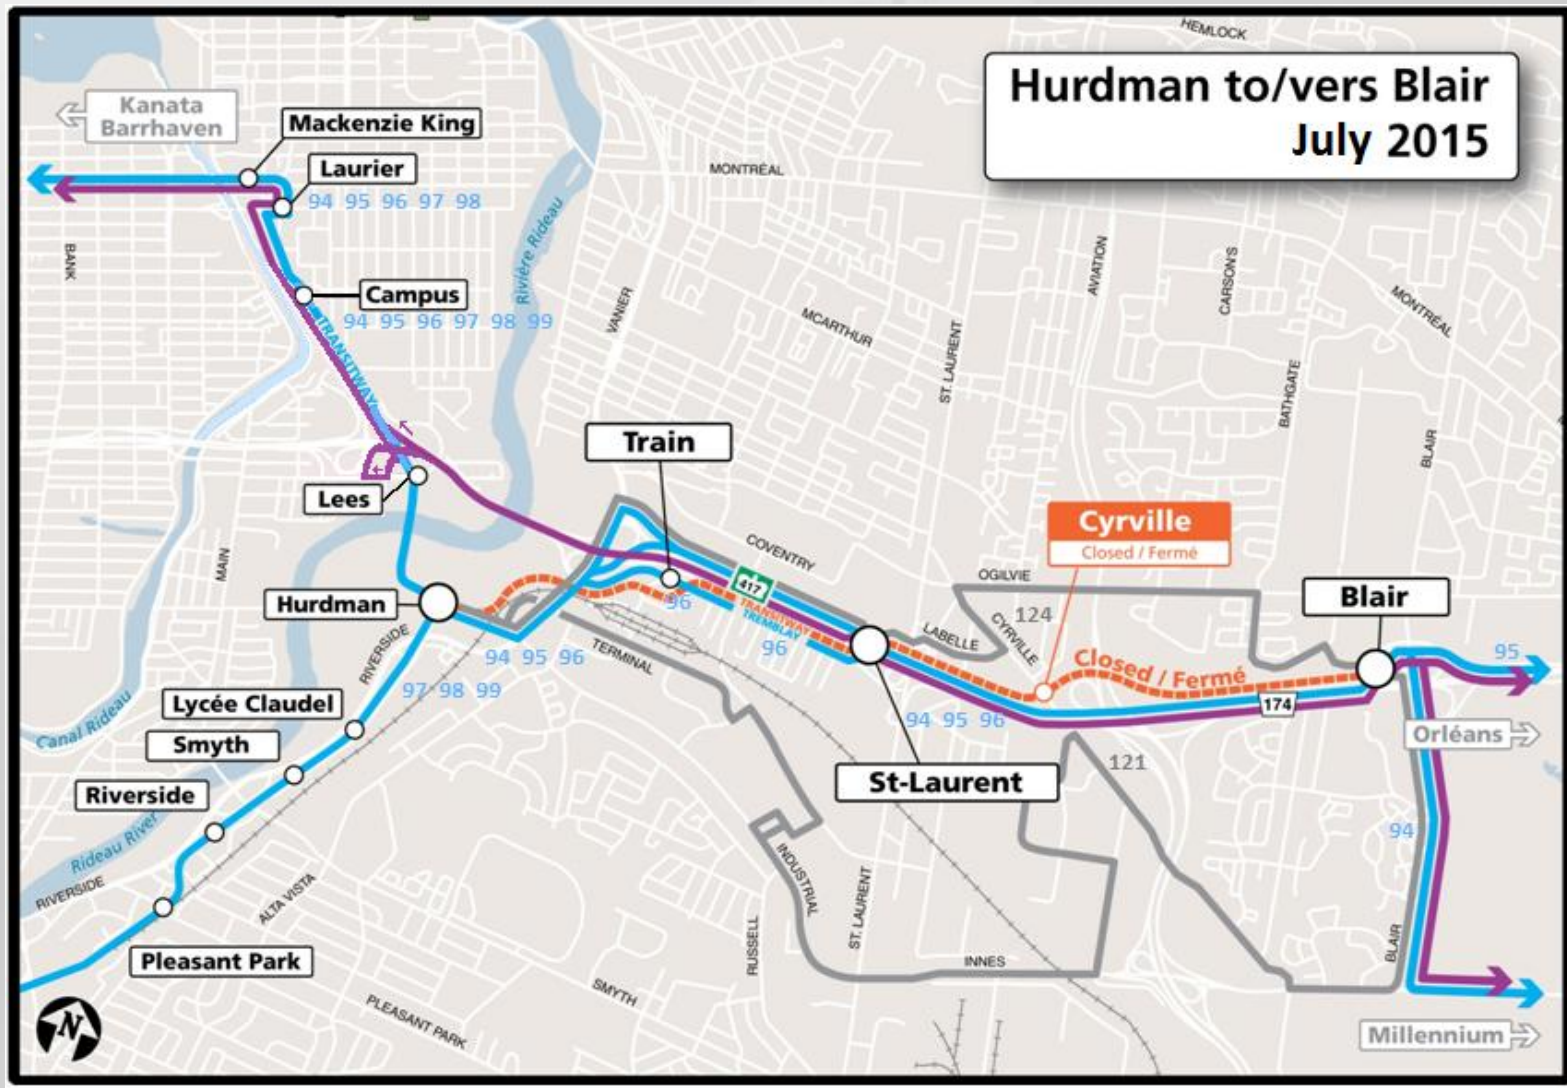 HEMLOCK
Hurdman to/vers Blair
July 2015
Kanata
Barrhaven
Mackenzie King
Laurier
94 95 96 97 98
MONTRÉAL
BANK
Rivière Rideau
AVIATION
CARSON'S
MONTRÉAL
Campus
94 95 96 97 98 99
TRANSITWAY
VANIER
MCARTHUR
ST. LAURENT
BATHGATE
BLAIR
Train
Lees
Cyrville
Closed / Fermé
COVENTRY
417
OGILVIE
MAIN
Hurdman
96
TRANSITWAY
TREMBLAY
96
124
Blair
LABELLE
CYRVILLE
RIVERSIDE
94 95 96
TERMINAL
Closed / Fermé
95
97 98 99
174
Lycée Claudel
Canal Rideau
Smyth
94 95 96
Orléans
121
St-Laurent
Riverside
94
Rideau River
RIVERSIDE
ALTA VISTA
INDUSTRIAL
ST. LAURENT
RUSSELL
BLAIR
Pleasant Park
INNES
SMYTH
PLEASANT PARK
N
Millennium